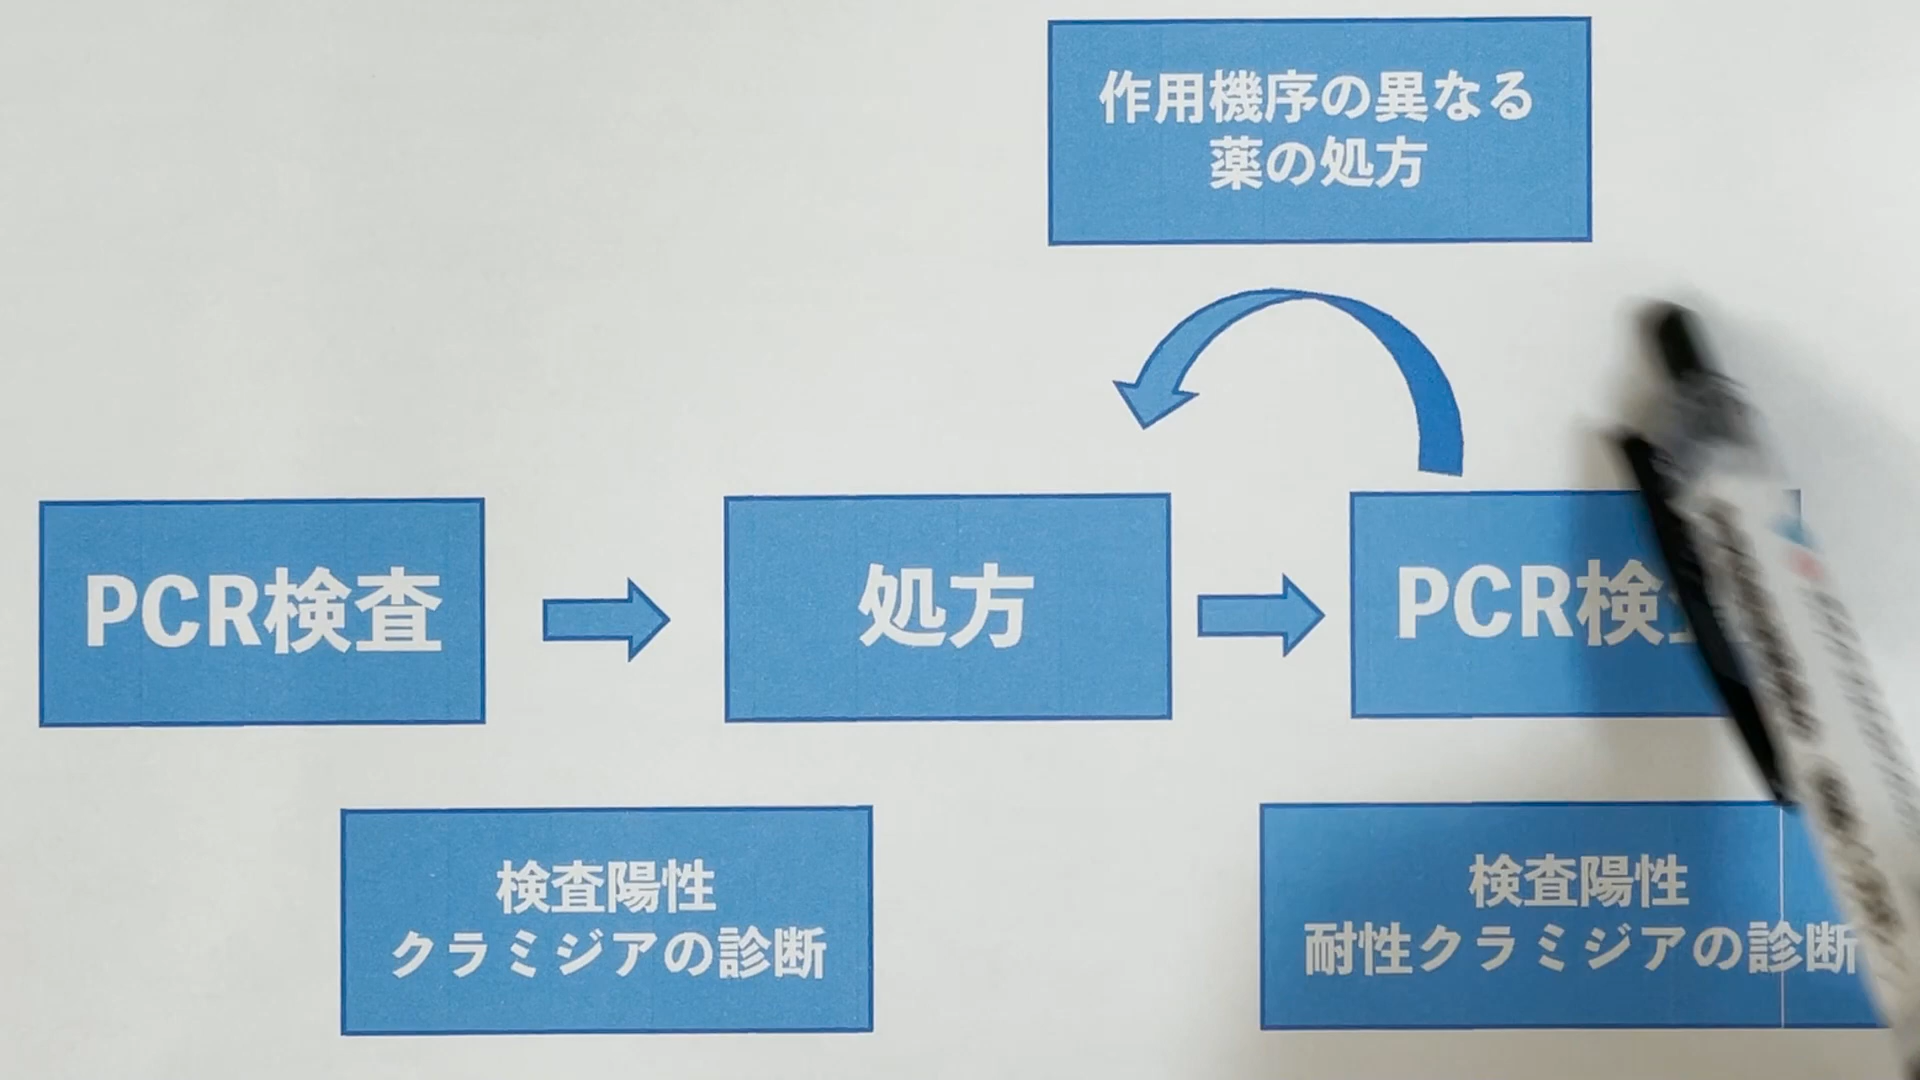 作用機序の異なる
薬の処方
PCR検査
処方
PCR検
検査陽性
クラミジアの診断
検査陽性
耐性クラミジアの診断